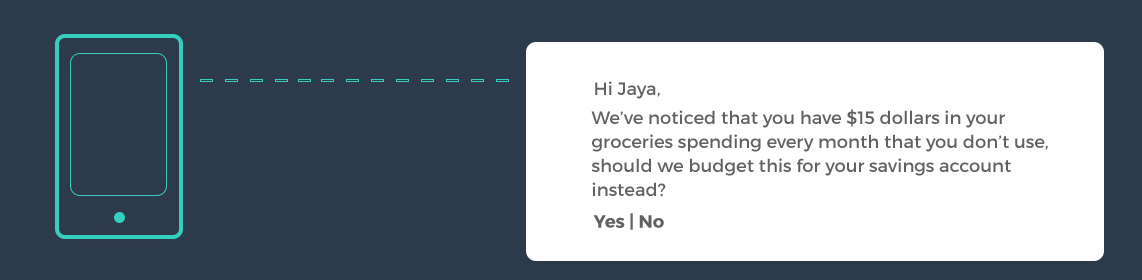 Hi Jaya,
We’ve noticed that you have $15 dollars in your
groceries spending every month that you don’t use,
should we budget this for your savings account
instead?
Yes | No